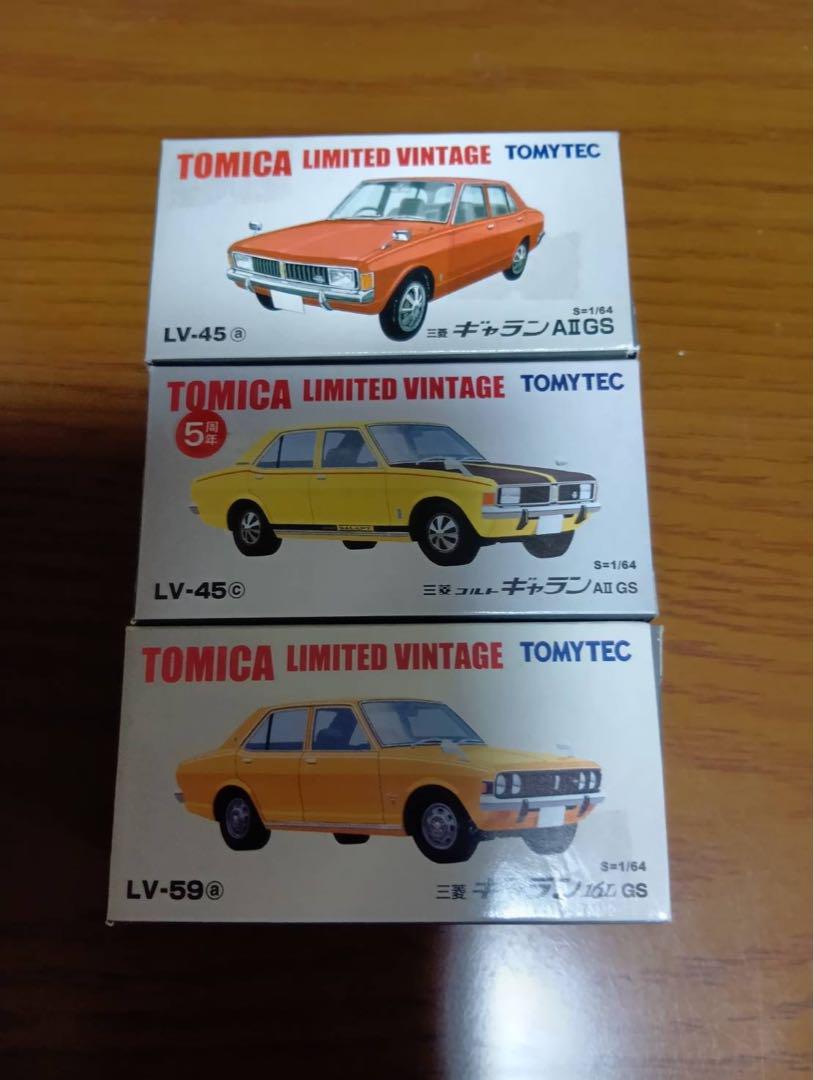 TOMICA LIMITED VINTAGE TOMYTEC
S=1/64
LV-45ⓐ 三菱 ギャラン AⅡGS
TOMICA LIMITED VINTAGE TOMYTEC
5周年
S=1/64
LV-45ⓒ 三菱 コルト ギャラン AⅡ GS
TOMICA LIMITED VINTAGE TOMYTEC
S=1/64
LV-59ⓐ 三菱 ギャラン 16L GS